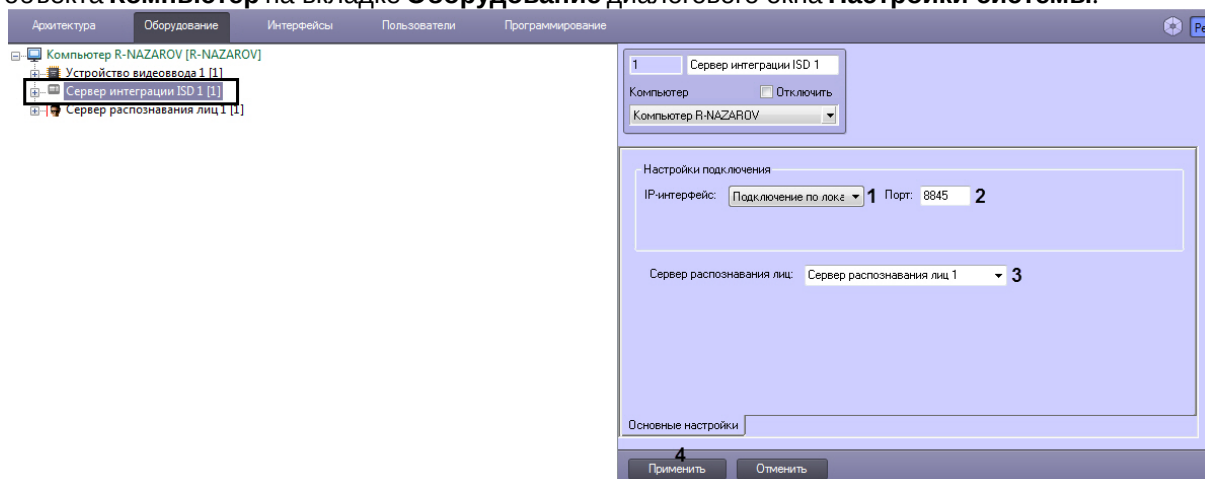 объекта Компьютер на вкладке Оборудование диалогового окна Настройки системы.
Архитектура Оборудование Интерфейсы Пользователи Программирование
Компьютер R-NAZAROV [R-NAZAROV]
Устройство видеоввода 1 [1]
Сервер интеграции ISD 1 [1]
Сервер распознавания лиц 1 [1]
1 Сервер интеграции ISD 1
Компьютер Отключить
Компьютер R-NAZAROV
Настройки подключения
IP-интерфейс: Подключение по лока 1 Порт: 8845 2
Сервер распознавания лиц: Сервер распознавания лиц 1 3
Основные настройки
4
Применить Отменить